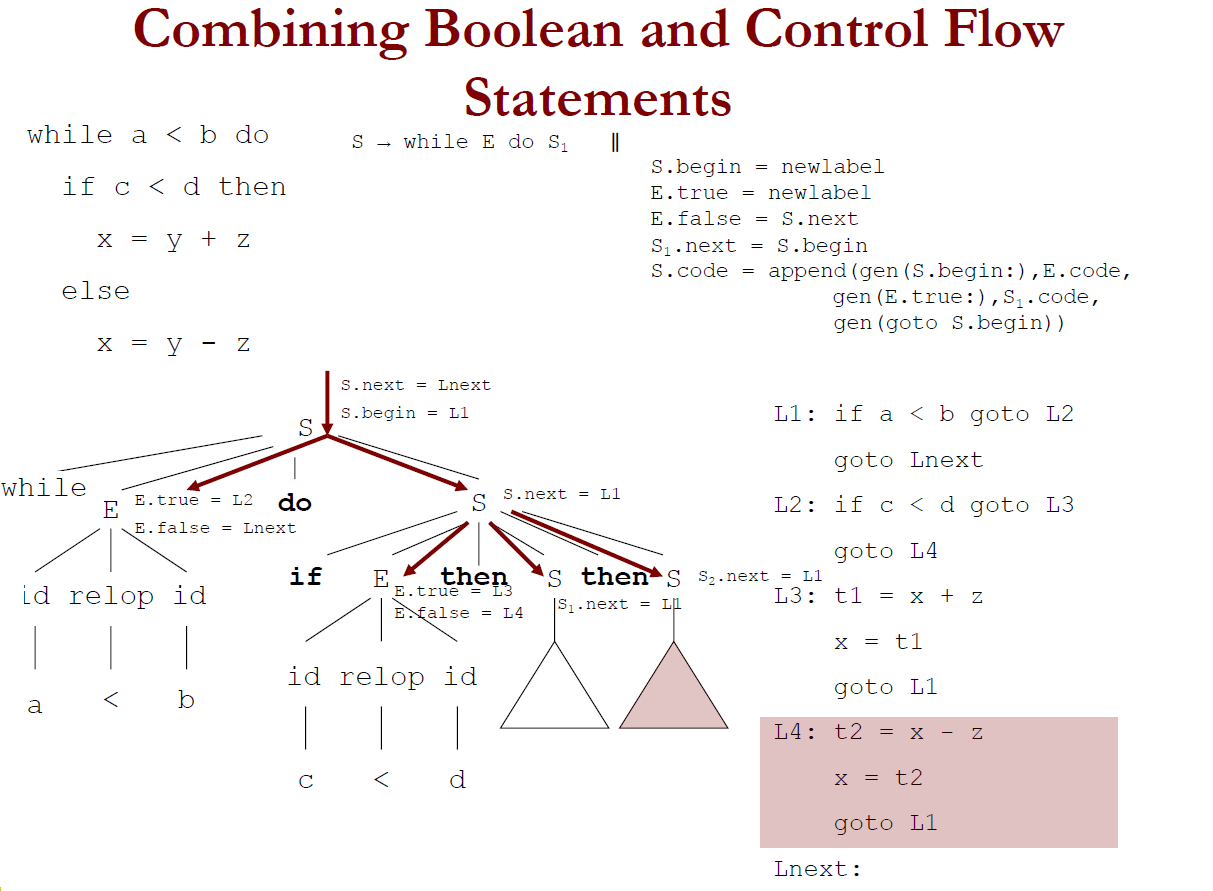 Combining Boolean and Control Flow
Statements
while a < b do
if c < d then
x = y + z
else
x = y - z
S → while E do S₁ ‖
S.begin = newlabel
E.true = newlabel
E.false = S.next
S₁.next = S.begin
S.code = append(gen(S.begin:),E.code,
gen(E.true:),S₁.code,
gen(goto S.begin))
S.next = Lnext
S.begin = L1
S
while
E
E.true = L2
E.false = Lnext
do
S
S.next = L1
id relop id
a < b
if
E
E.true = L3
E.false = L4
then
S
S₁.next = L1
then
S
S₂.next = L1
id relop id
c < d
L1: if a < b goto L2
goto Lnext
L2: if c < d goto L3
goto L4
L3: t1 = x + z
x = t1
goto L1
L4: t2 = x - z
x = t2
goto L1
Lnext: